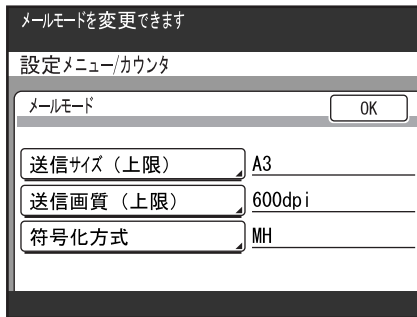 メールモードを変更できます
設定メニュー/カウンタ
メールモード
OK
送信サイズ（上限） A3
送信画質（上限） 600dpi
符号化方式 MH